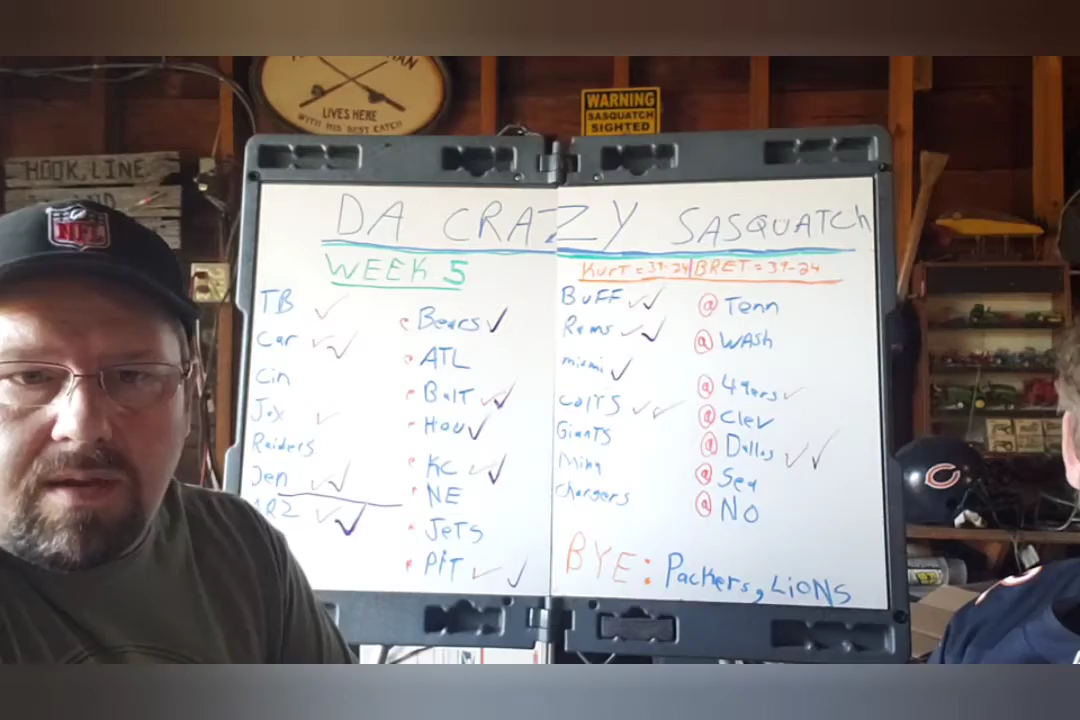 MAN
LIVES HERE
WITH HIS BEST CATCH
WARNING
SASQUATCH
SIGHTED
HOOK, LINE
NFL
DA CRAZY SASQUATCH
WEEK 5
KURT = 39-24 BRET = 39-24
TB Bears
Car ATL
Cin BalT
Jax HOU
Raiders KC
Den NE
ARZ JeTS
PiT
BUFF @ Tenn
Rams @ WASh
miami @ 49ers
COlTS @ Clev
GianTS @ Dallas
Minn @ Sea
Chargers @ NO
BYE: Packers, LiONS